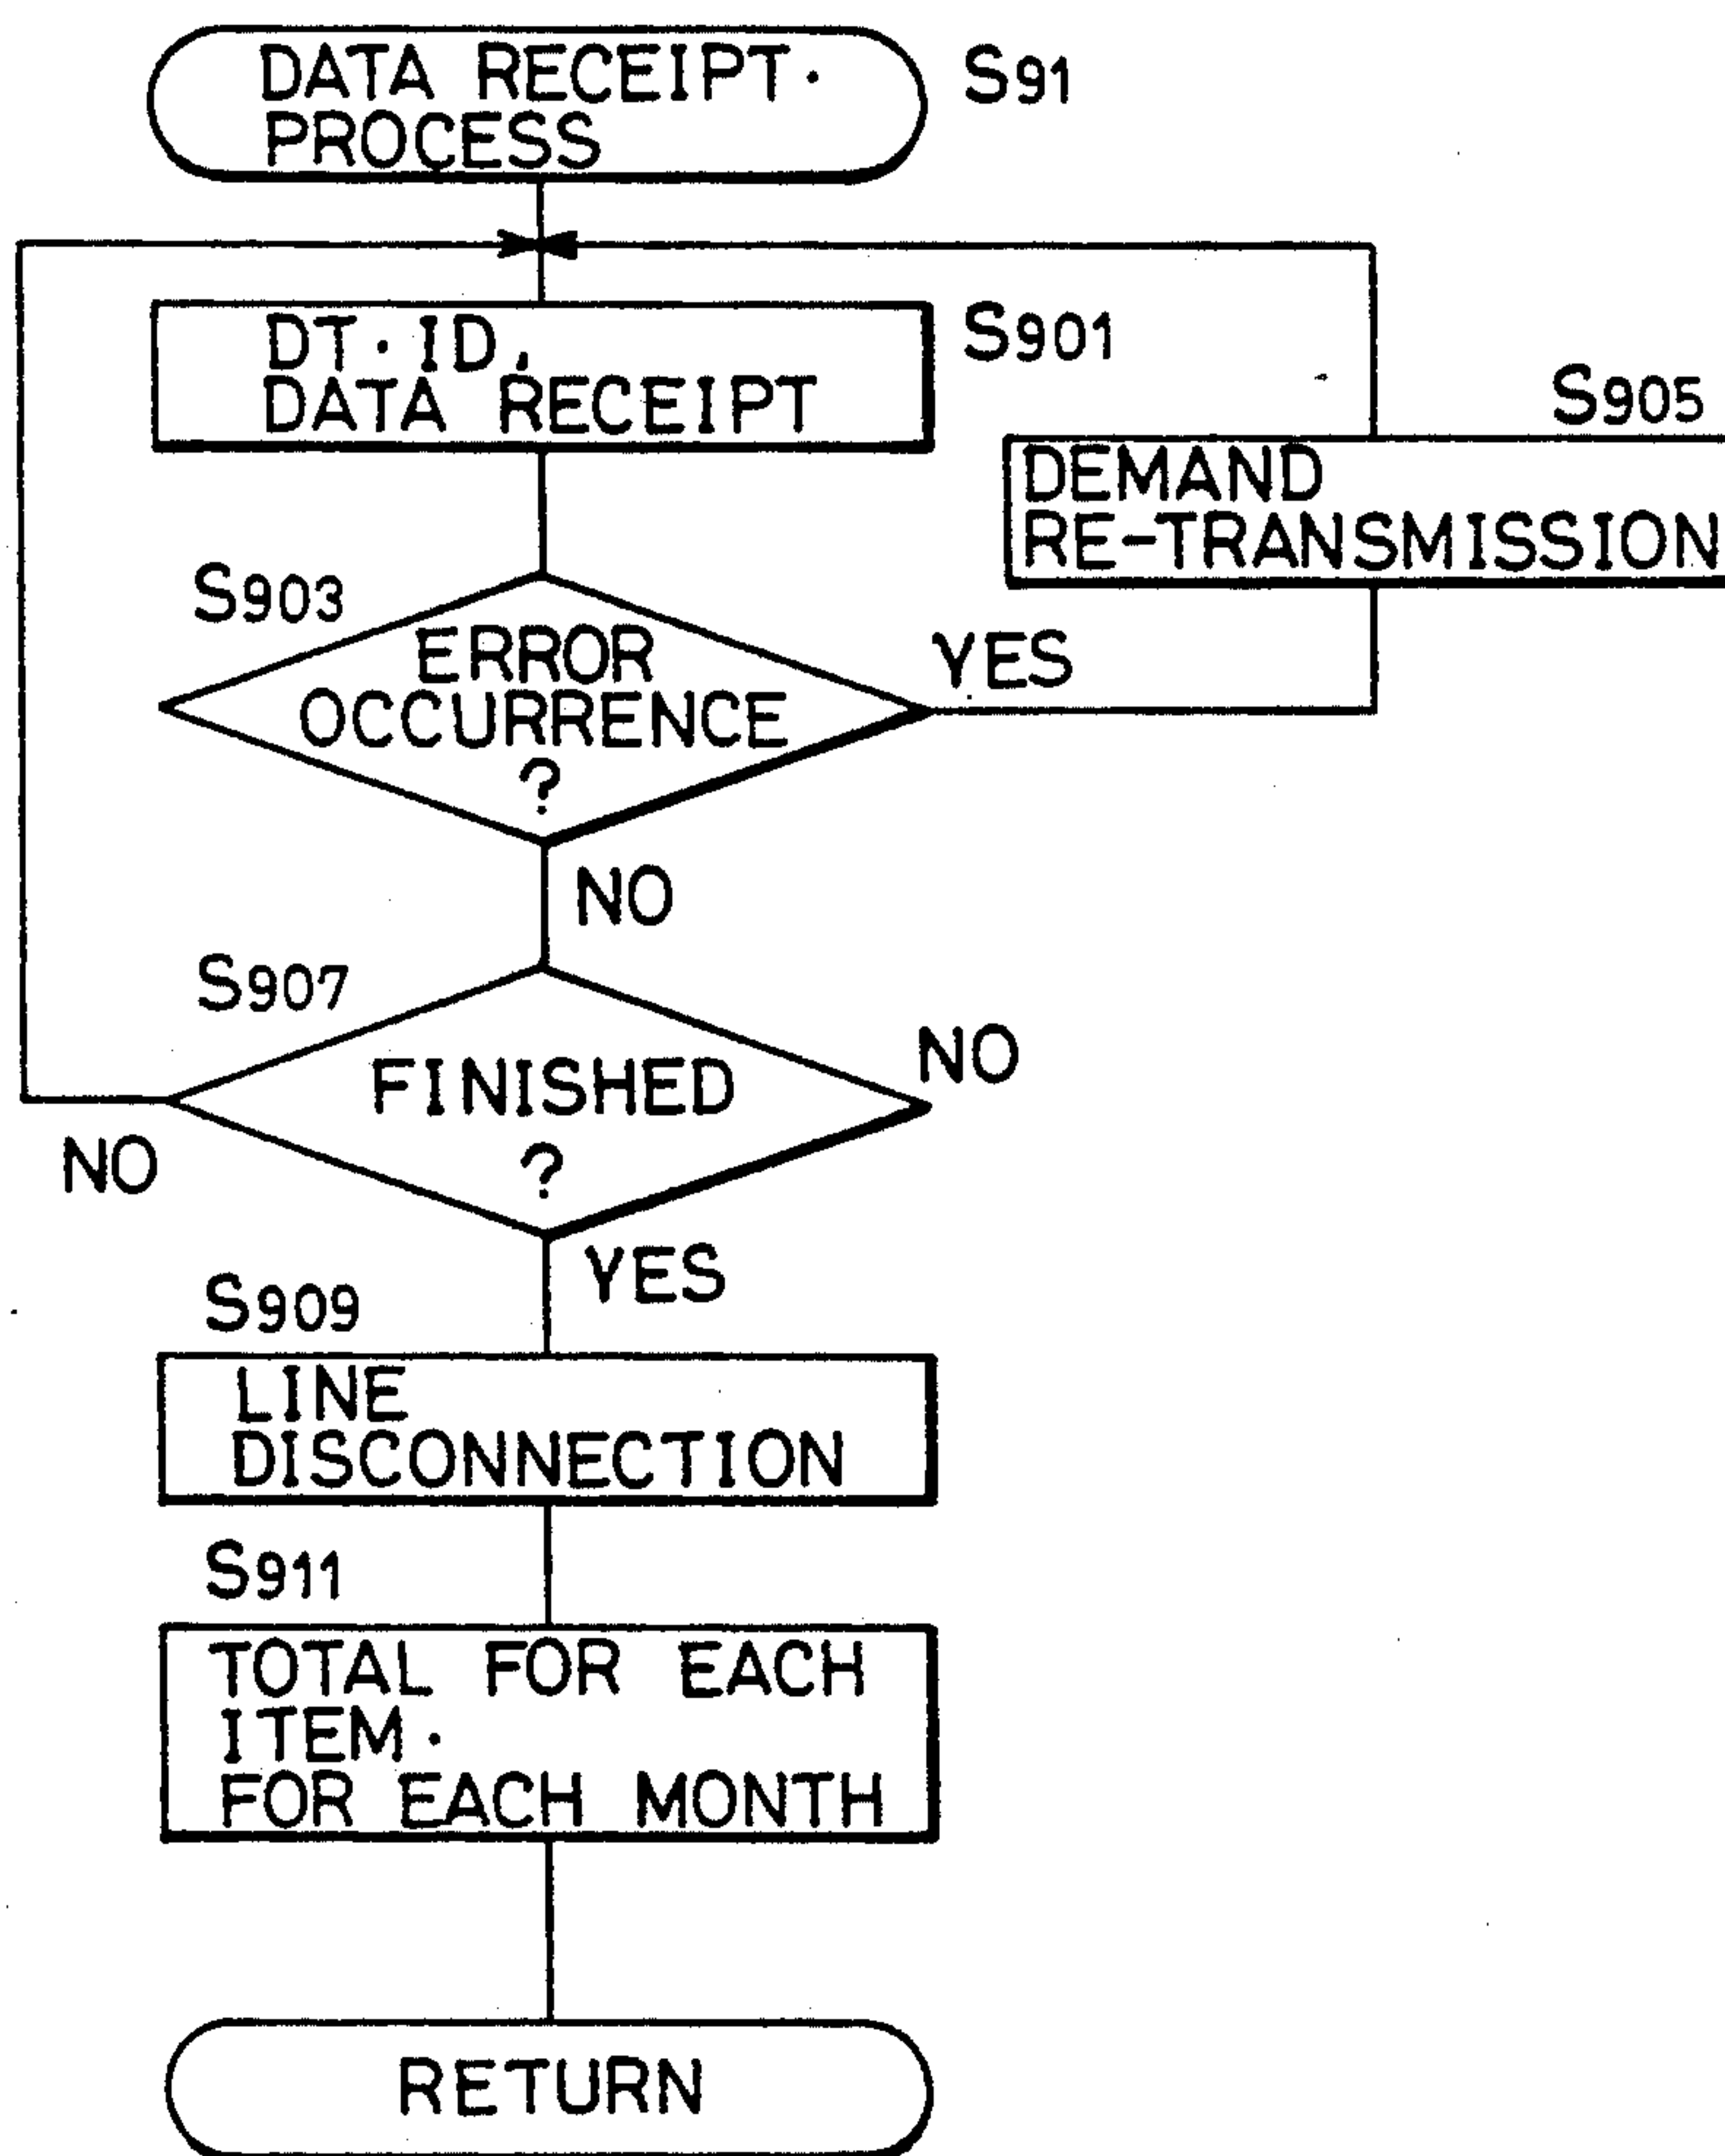 DATA RECEIPT·
PROCESS
S91
DT·ID,
DATA RECEIPT
S901
S905
DEMAND
RE-TRANSMISSION
S903
ERROR
OCCURRENCE
?
YES
NO
S907
FINISHED
?
NO
NO
YES
S909
LINE
DISCONNECTION
S911
TOTAL FOR EACH
ITEM·
FOR EACH MONTH
RETURN